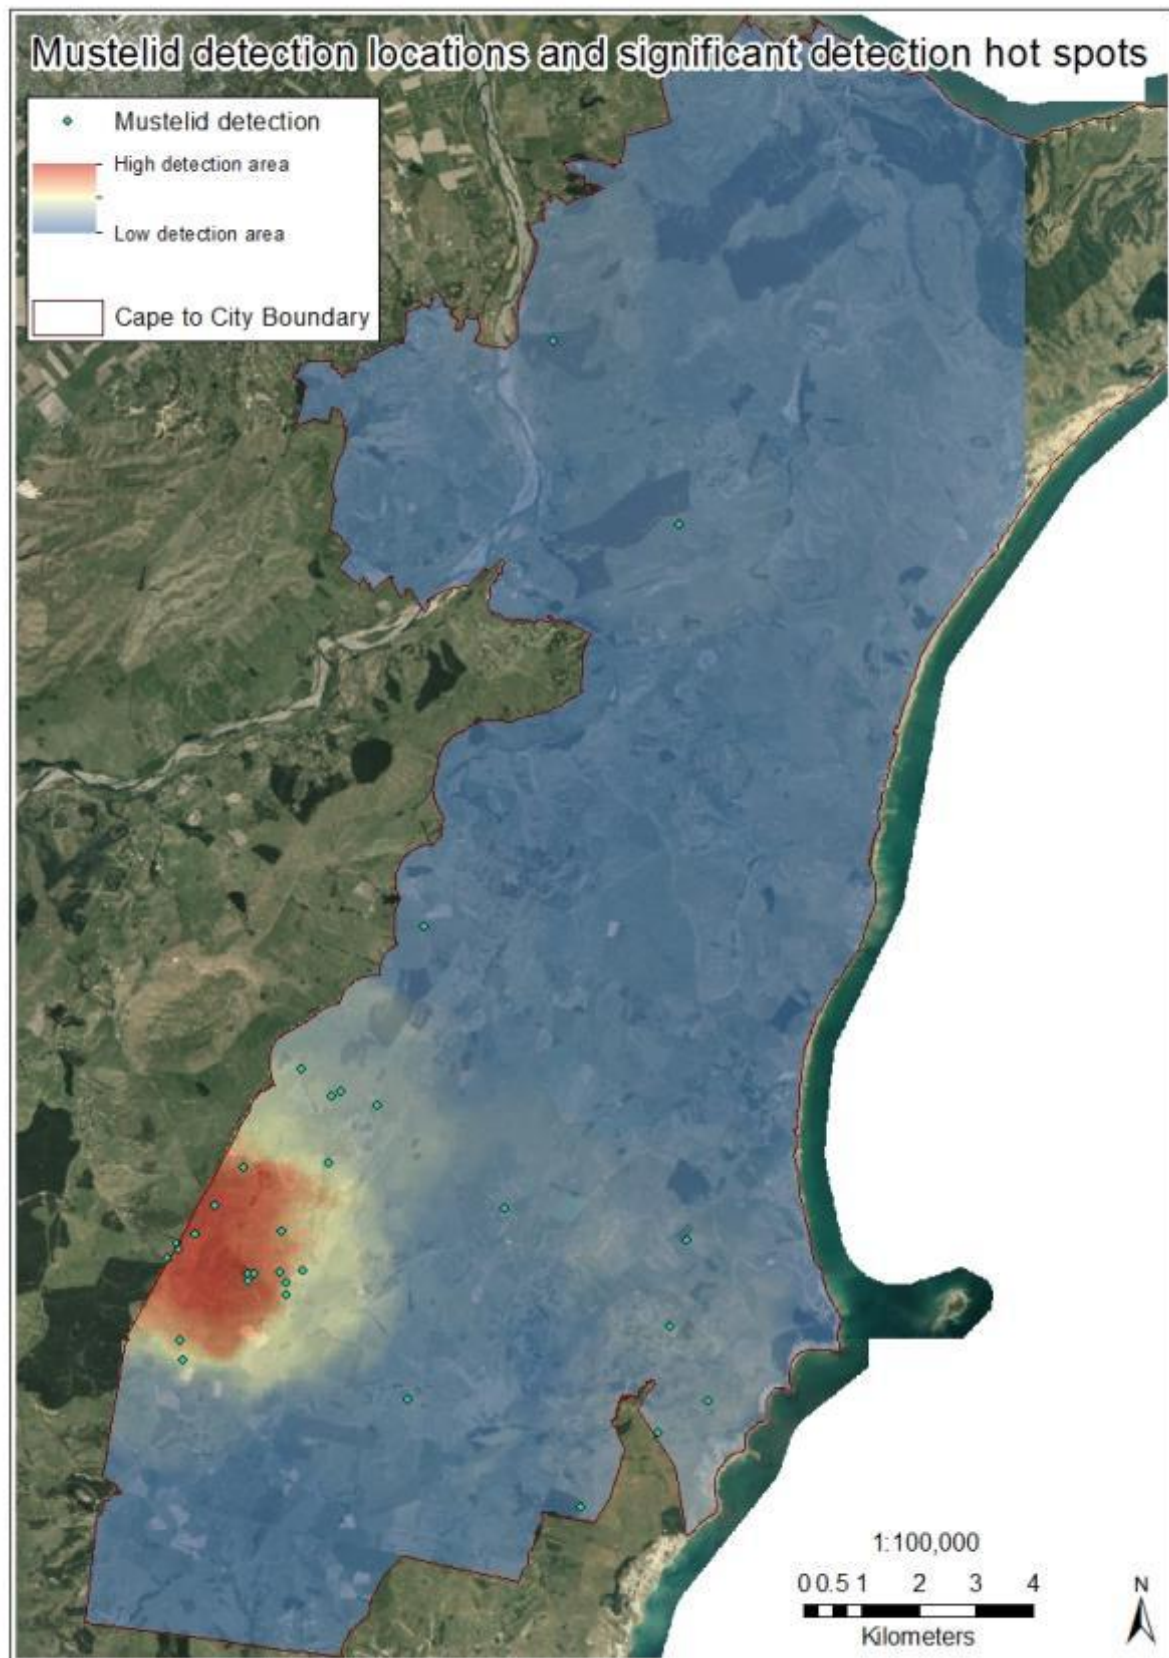 Mustelid detection locations and significant detection hot spots
Mustelid detection
High detection area
Low detection area
Cape to City Boundary
1:100,000
0 0.5 1 2 3 4
Kilometers
N